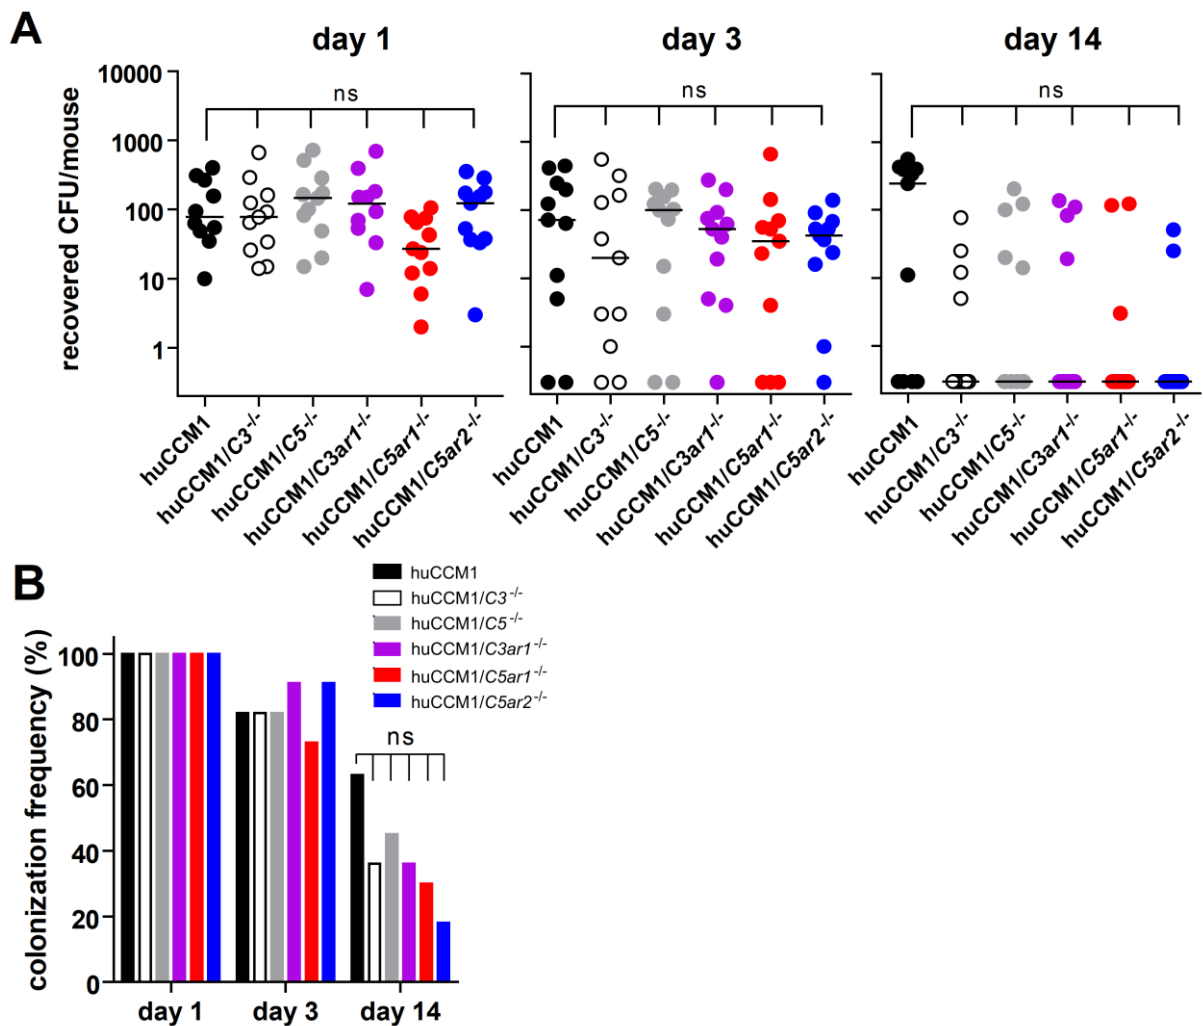 A
day 1
day 3
day 14
recovered CFU/mouse
10000
1000
100
10
1
ns
ns
ns
huCCM1
huCCM1/C3-/-
huCCM1/C5-/-
huCCM1/C3ar1-/-
huCCM1/C5ar1-/-
huCCM1/C5ar2-/-
huCCM1
huCCM1/C3-/-
huCCM1/C5-/-
huCCM1/C3ar1-/-
huCCM1/C5ar1-/-
huCCM1/C5ar2-/-
huCCM1
huCCM1/C3-/-
huCCM1/C5-/-
huCCM1/C3ar1-/-
huCCM1/C5ar1-/-
huCCM1/C5ar2-/-
B
huCCM1
huCCM1/C3-/-
huCCM1/C5-/-
huCCM1/C3ar1-/-
huCCM1/C5ar1-/-
huCCM1/C5ar2-/-
colonization frequency (%)
100
80
60
40
20
0
ns
day 1
day 3
day 14